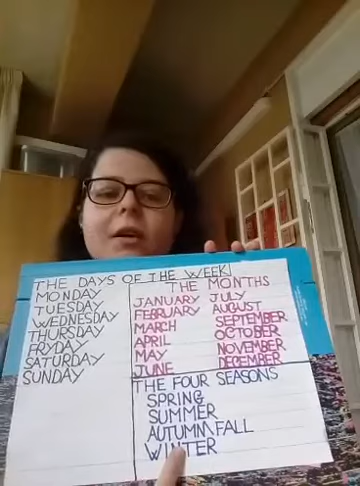 THE DAYS OF THE WEEK
MONDAY
TUESDAY
WEDNESDAY
THURSDAY
FRYDAY
SATURDAY
SUNDAY
THE MONTHS
JANUARY JULY
FEBRUARY AUGUST
MARCH SEPTEMBER
APRIL OCTOBER
MAY NOVEMBER
JUNE DECEMBER
THE FOUR SEASONS
SPRING
SUMMER
AUTUMM/FALL
WINTER